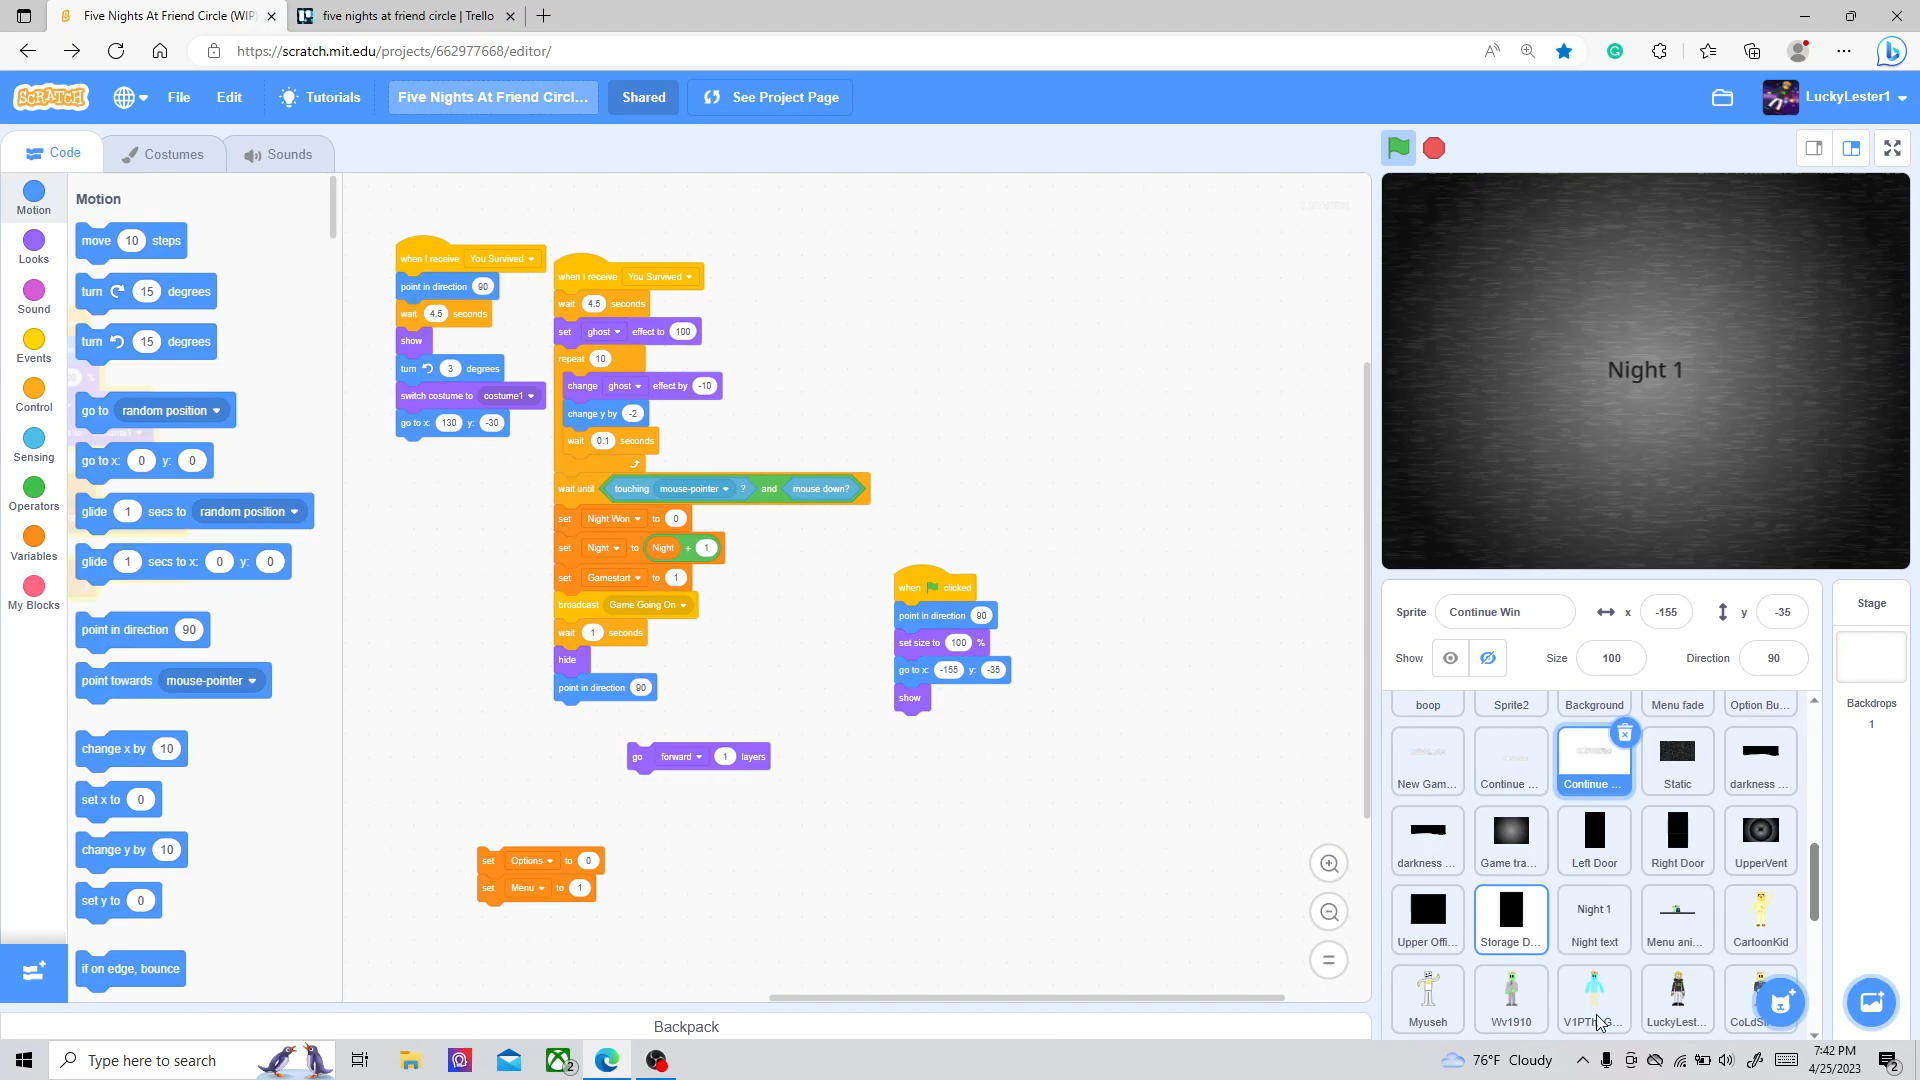 Five Nights At Friend Circle (WIP
five nights at friend circle | Trello
https://scratch.mit.edu/projects/662977668/editor/
SCRATCH
File
Edit
Tutorials
Five Nights At Friend Circl...
Shared
See Project Page
LuckyLester1
Code
Costumes
Sounds
Motion
Looks
Sound
Events
Control
Sensing
Operators
Variables
My Blocks
Motion
move 10 steps
turn 15 degrees
turn 15 degrees
go to random position
go to x: 0 y: 0
glide 1 secs to random position
glide 1 secs to x: 0 y: 0
point in direction 90
point towards mouse-pointer
change x by 10
set x to 0
change y by 10
set y to 0
if on edge, bounce
when I receive You Survived
point in direction 90
wait 4.5 seconds
show
turn 3 degrees
switch costume to costume1
go to x: 130 y: -30
when I receive You Survived
wait 4.5 seconds
set ghost effect to 100
repeat 10
change ghost effect by -10
change y by -2
wait 0.1 seconds
wait until touching mouse-pointer ? and mouse down?
set Night Won to 0
set Night to Night + 1
set Gamestart to 1
broadcast Game Going On
wait 1 seconds
hide
point in direction 90
when clicked
point in direction 90
set size to 100 %
go to x: -155 y: -35
show
go forward 1 layers
set Options to 0
set Menu to 1
Backpack
Night 1
Sprite Continue Win x -155 y -35
Show Size 100 Direction 90
Stage
Backdrops
1
boop
Sprite2
Background
Menu fade
Option Bu...
New Gam...
Continue ...
Continue ...
Static
darkness ...
darkness ...
Game tra...
Left Door
Right Door
UpperVent
Upper Offi...
Storage D...
Night 1
Night text
Menu ani...
CartoonKid
Myuseh
Wv1910
LuckyLest...
Type here to search
2
76°F Cloudy
7:42 PM
4/25/2023
2